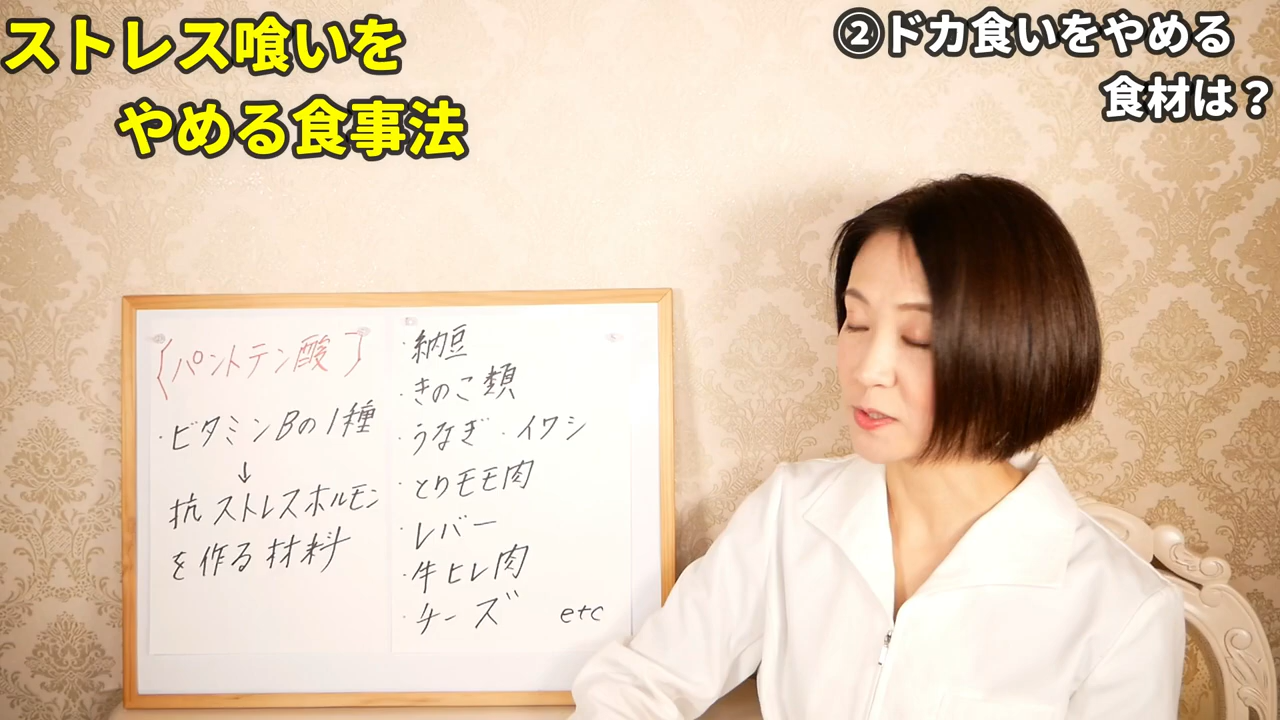 ストレス喰いを
やめる食事法
②ドカ食いをやめる
食材は？
{パントテン酸}
・ビタミンBの1種
↓
抗ストレスホルモン
を作る材料
・納豆
・きのこ類
・うなぎ・イワシ
・とりモモ肉
・レバー
・牛ヒレ肉
・チーズ etc